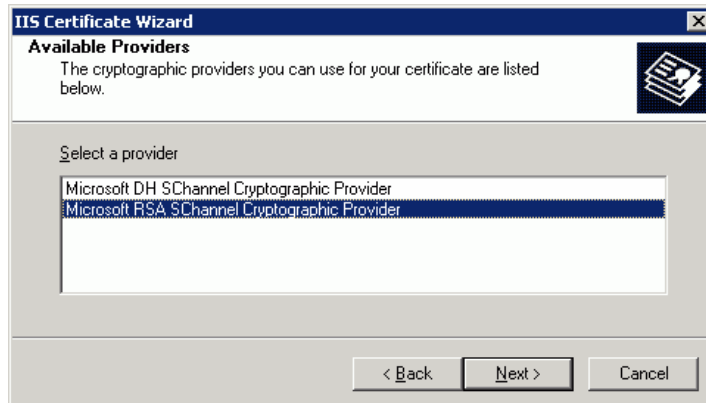 IIS Certificate Wizard
Available Providers
The cryptographic providers you can use for your certificate are listed
below.
Select a provider
Microsoft DH SChannel Cryptographic Provider
Microsoft RSA SChannel Cryptographic Provider
< Back
Next >
Cancel